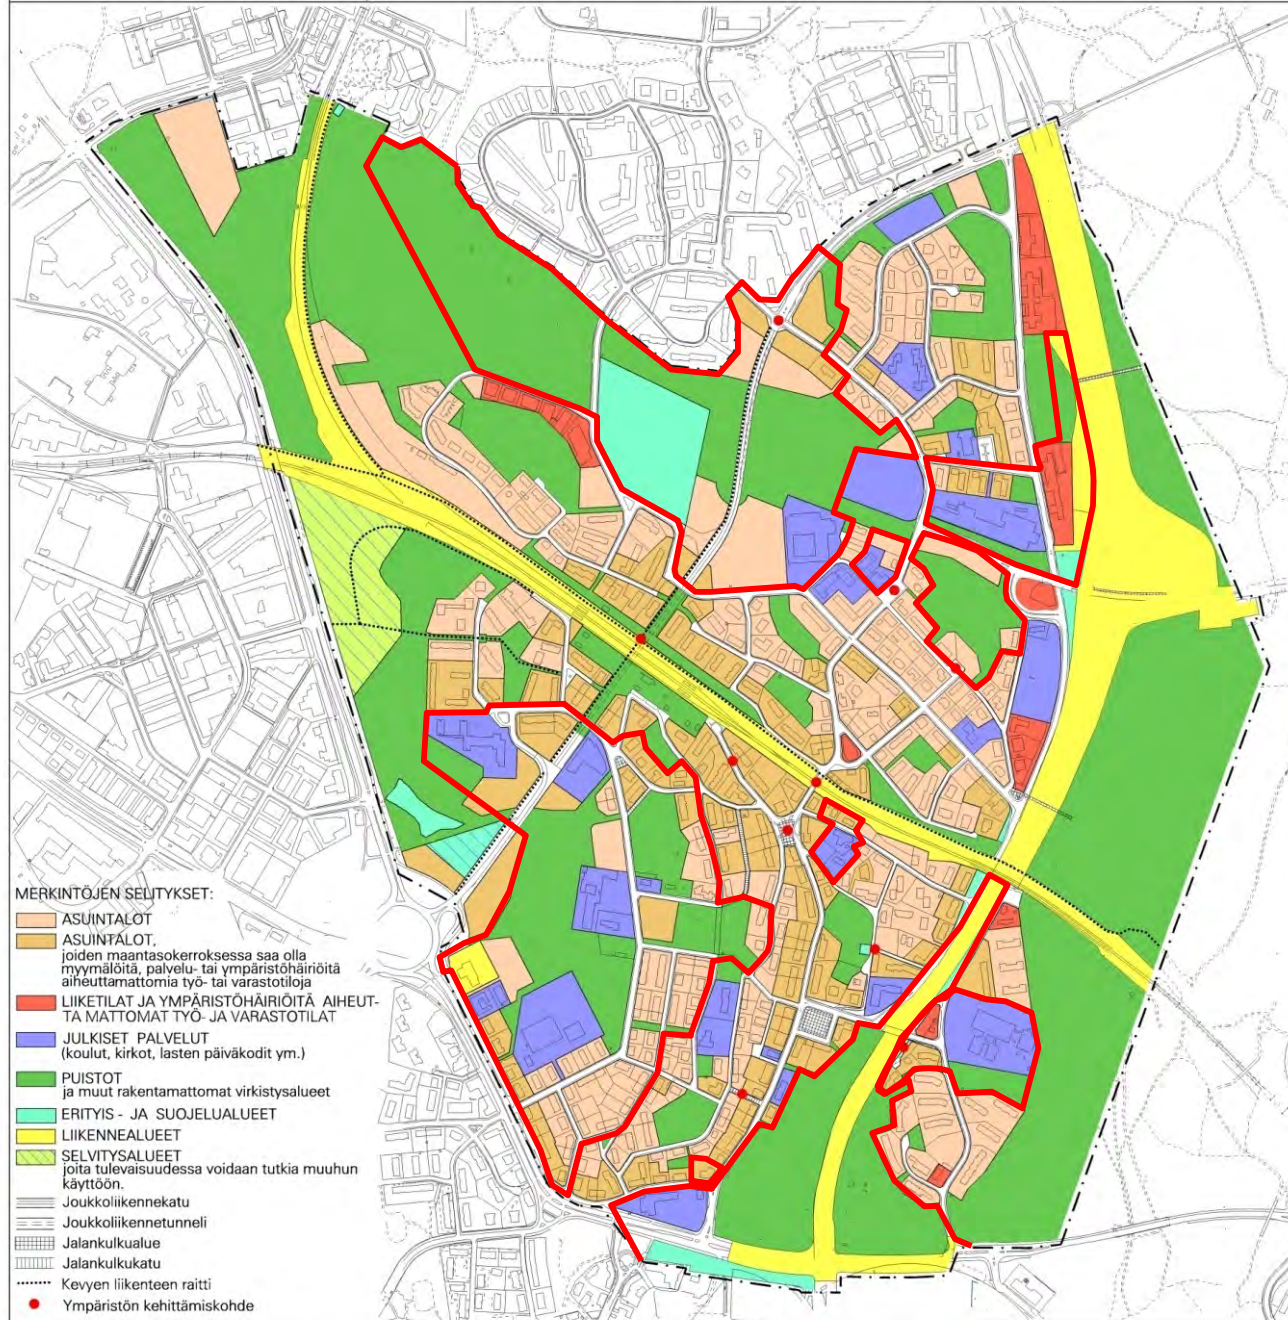 MERKINTÖJEN SELITYKSET:
ASUINTALOT
ASUINTALOT,
joiden maantasokerroksessa saa olla
myymälöitä, palvelu- tai ympäristöhäiriöitä
aiheuttamattomia työ- tai varastotiloja
LIIKETILAT JA YMPÄRISTÖHÄIRIÖITÄ AIHEUT-
TA MATTOMAT TYÖ- JA VARASTOTILAT
JULKISET PALVELUT
(koulut, kirkot, lasten päiväkodit ym.)
PUISTOT
ja muut rakentamattomat virkistysalueet
ERITYIS - JA SUOJELUALUEET
LIIKENNEALUEET
SELVITYSALUEET
joita tulevaisuudessa voidaan tutkia muuhun
käyttöön.
Joukkoliikennekatu
Joukkoliikennetunneli
Jalankulkualue
Jalankulkukatu
Kevyen liikenteen raitti
Ympäristön kehittämiskohde